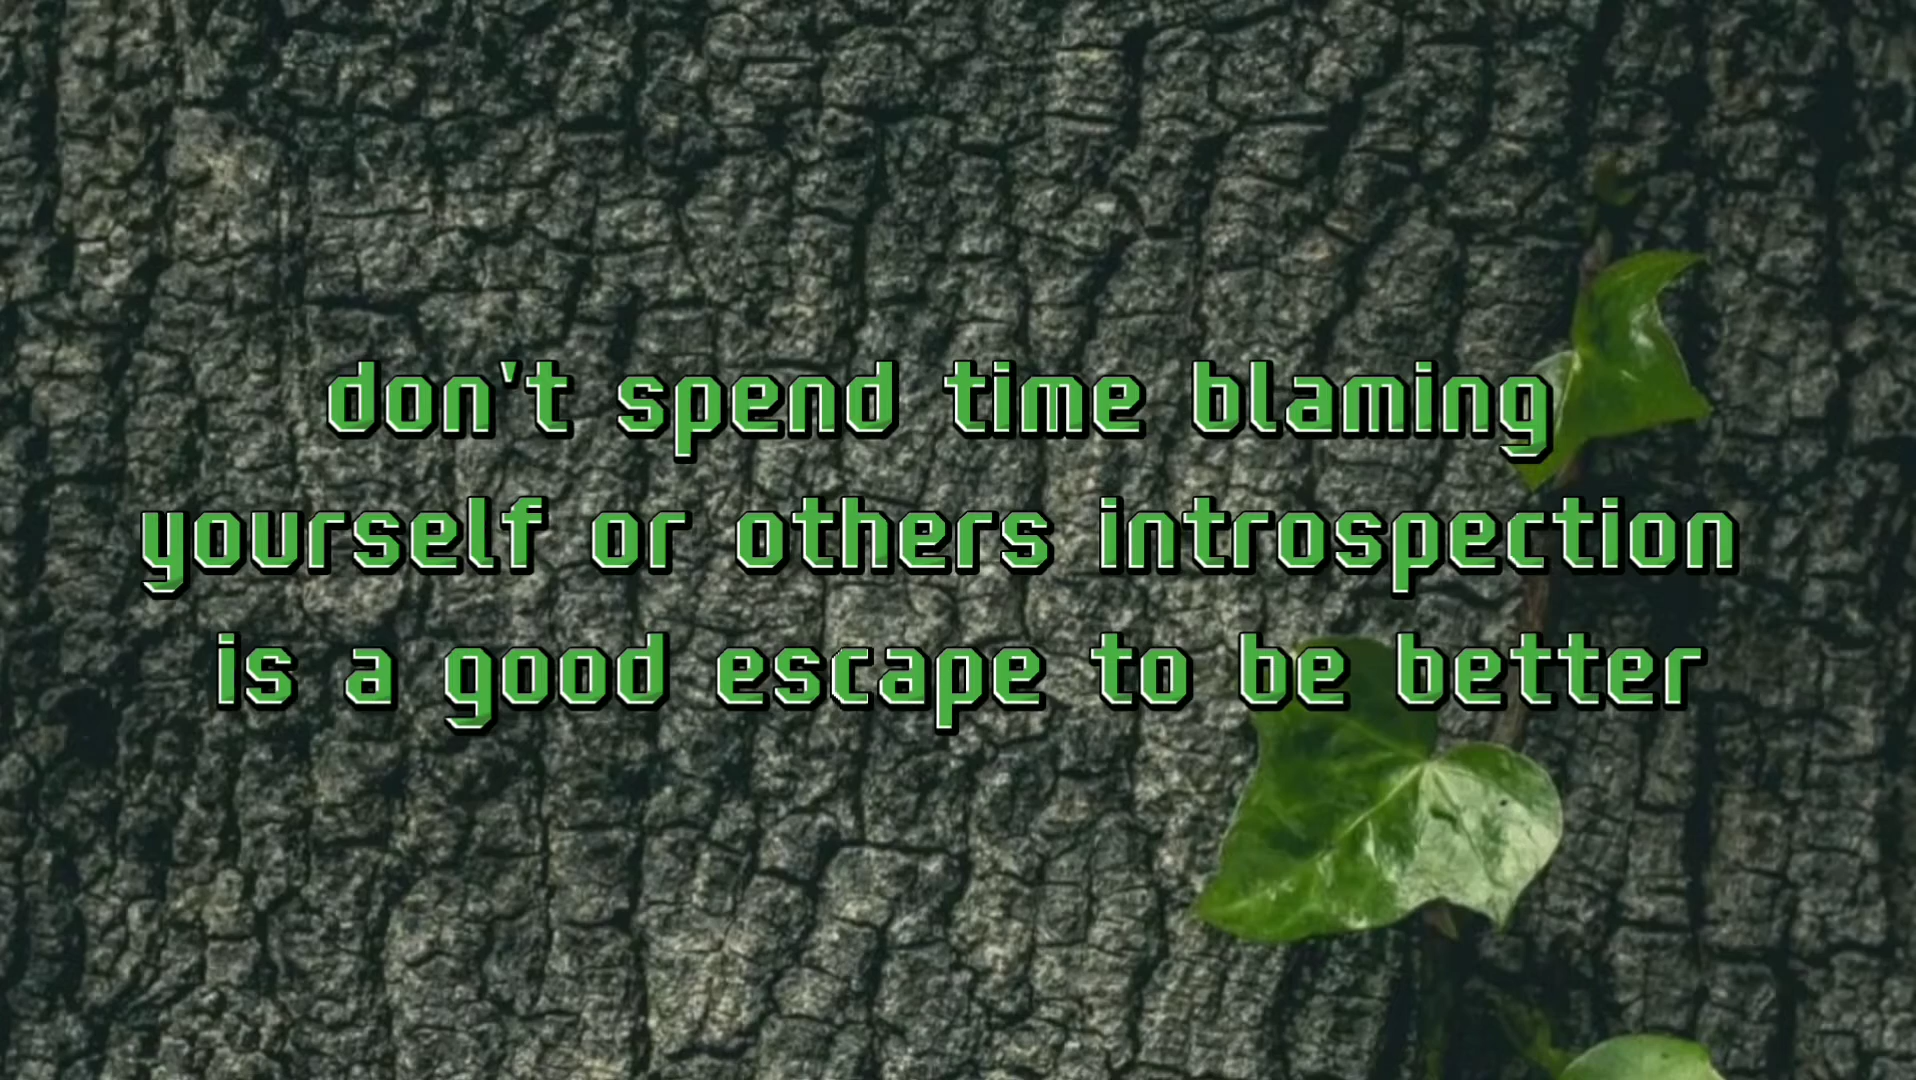 don't spend time blaming
yourself or others introspection
is a good escape to be better